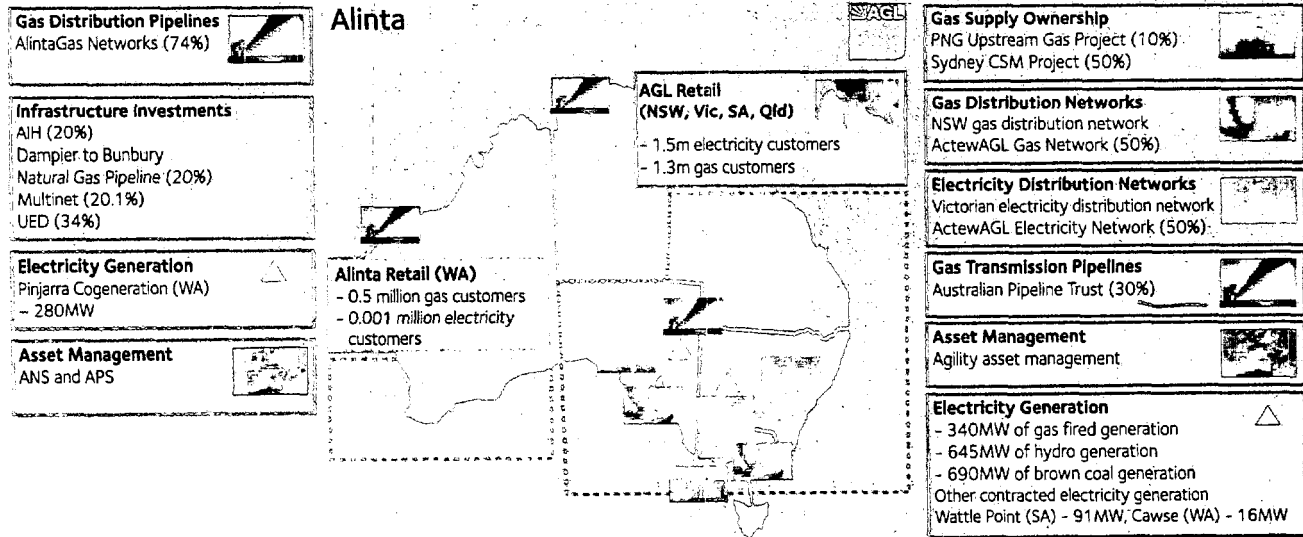 Gas Distribution Pipelines
AlintaGas Networks (74%)
Infrastructure Investments
AIH (20%)
Dampier to Bunbury
Natural Gas Pipeline (20%)
Multinet (20.1%)
UED (34%)
Electricity Generation
Pinjarra Cogeneration (WA)
– 280MW
Asset Management
ANS and APS
Alinta
AGL
AGL Retail
(NSW, Vic, SA, Qld)
– 1.5m electricity customers
– 1.3m gas customers
Alinta Retail (WA)
– 0.5 million gas customers
– 0.001 million electricity
customers
Gas Supply Ownership
PNG Upstream Gas Project (10%)
Sydney CSM Project (50%)
Gas Distribution Networks
NSW gas distribution network
ActewAGL Gas Network (50%)
Electricity Distribution Networks
Victorian electricity distribution network
ActewAGL Electricity Network (50%)
Gas Transmission Pipelines
Australian Pipeline Trust (30%)
Asset Management
Agility asset management
Electricity Generation
– 340MW of gas fired generation
– 645MW of hydro generation
– 690MW of brown coal generation
Other contracted electricity generation
Wattle Point (SA) – 91MW, Cawse (WA) – 16MW